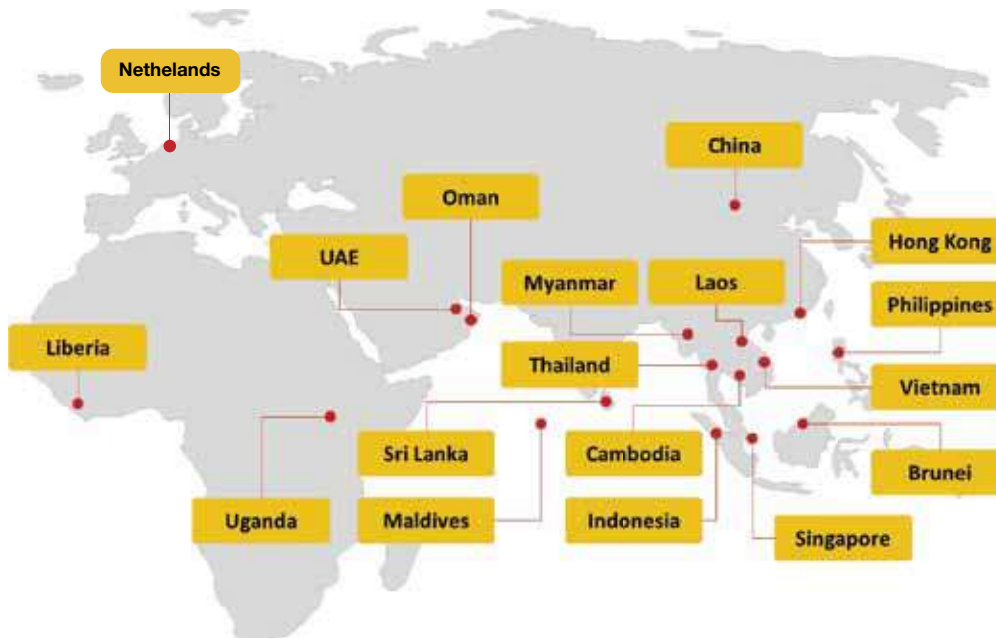 Nethelands
China
Oman
Hong Kong
UAE
Myanmar
Laos
Philippines
Liberia
Thailand
Vietnam
Sri Lanka
Cambodia
Brunei
Uganda
Maldives
Indonesia
Singapore